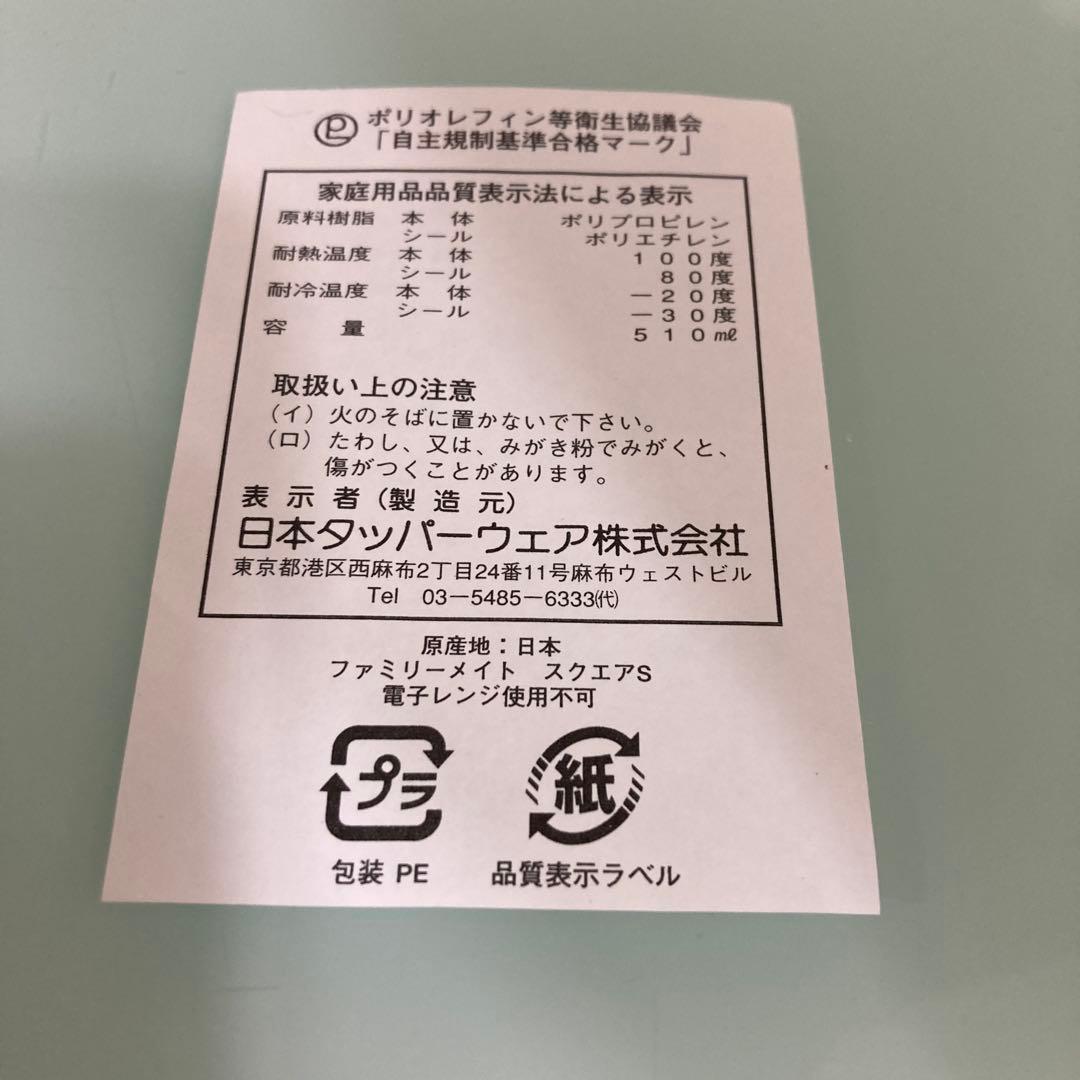 ポリオレフィン等衛生協議会
「自主規制基準合格マーク」
家庭用品品質表示法による表示
原料樹脂 本 体 ポリプロピレン
シール ポリエチレン
耐熱温度 本 体 100度
シール 80度
耐冷温度 本 体 −20度
シール −30度
容 量 510㎖
取扱い上の注意
(イ) 火のそばに置かないで下さい。
(ロ) たわし、又は、みがき粉でみがくと、
傷がつくことがあります。
表示者(製造元)
日本タッパーウェア株式会社
東京都港区西麻布2丁目24番11号麻布ウェストビル
Tel 03−5485−6333㈹
原産地：日本
ファミリーメイト スクエアS
電子レンジ使用不可
プラ 紙
包装 PE 品質表示ラベル